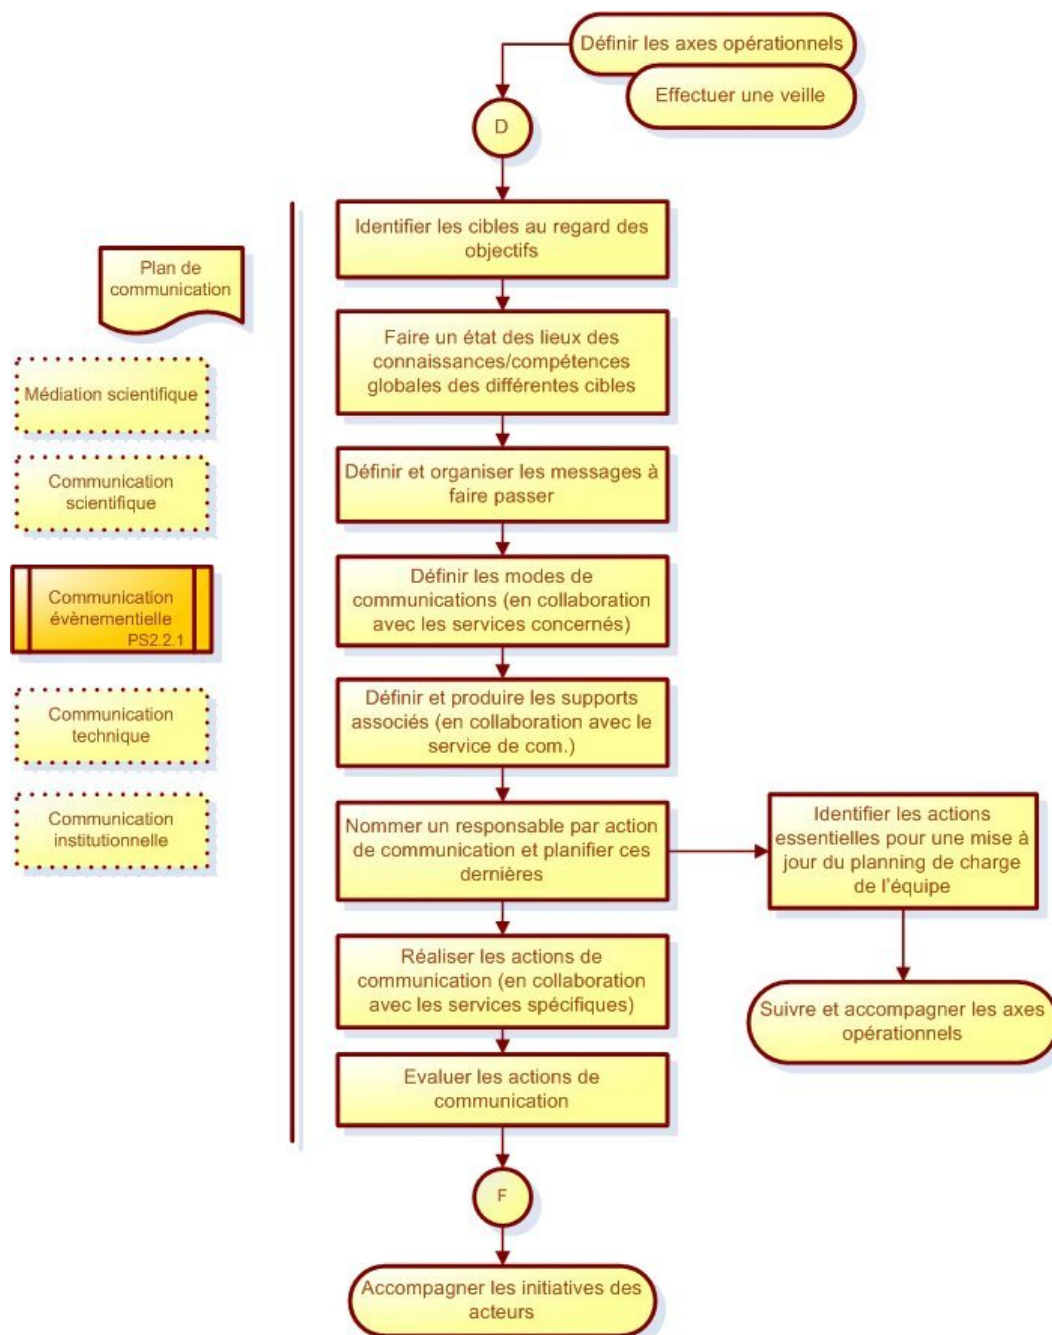 Définir les axes opérationnels
Effectuer une veille
D
Identifier les cibles au regard des
objectifs
Plan de
communication
Faire un état des lieux des
connaissances/compétences
globales des différentes cibles
Médiation scientifique
Communication
scientifique
Définir et organiser les messages à
faire passer
Communication
évènementielle
PS2.2.1
Définir les modes de
communications (en collaboration
avec les services concernés)
Communication
technique
Définir et produire les supports
associés (en collaboration avec le
service de com.)
Communication
institutionnelle
Nommer un responsable par action
de communication et planifier ces
dernières
Identifier les actions
essentielles pour une mise à
jour du planning de charge
de l'équipe
Réaliser les actions de
communication (en collaboration
avec les services spécifiques)
Suivre et accompagner les axes
opérationnels
Evaluer les actions de
communication
F
Accompagner les initiatives des
acteurs